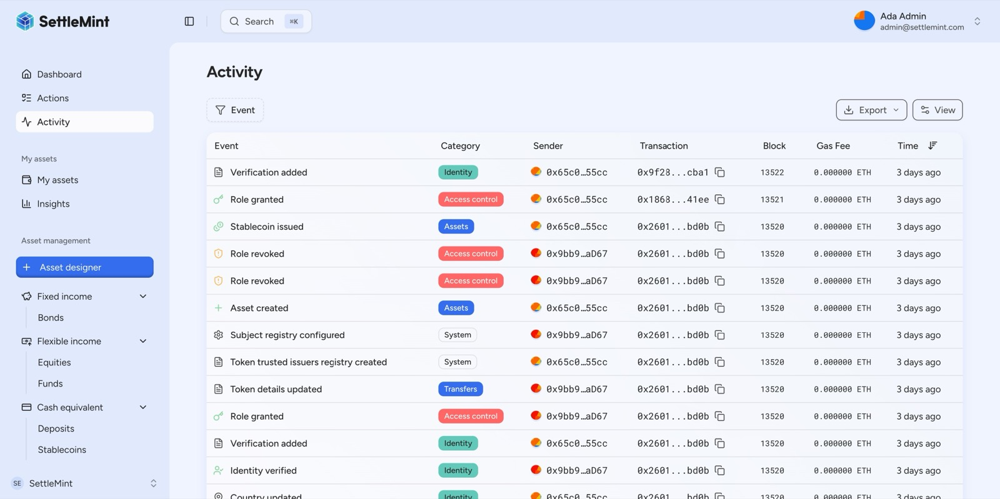 SettleMint
Search ⌘K
Ada Admin
admin@settlemint.com
Dashboard
Actions
Activity
My assets
My assets
Insights
Asset management
Asset designer
Fixed income
Bonds
Flexible income
Equities
Funds
Cash equivalent
Deposits
Stablecoins
SE SettleMint
Activity
Event
Export
View
Event Category Sender Transaction Block Gas Fee Time
Verification added Identity 0x65c0…55cc 0x9f28...cba1 13522 0.000000 ETH 3 days ago
Role granted Access control 0x65c0…55cc 0x1868...41ee 13521 0.000000 ETH 3 days ago
Stablecoin issued Assets 0x65c0…55cc 0x2601...bd0b 13520 0.000000 ETH 3 days ago
Role revoked Access control 0x9bb9…aD67 0x2601...bd0b 13520 0.000000 ETH 3 days ago
Role revoked Access control 0x9bb9…aD67 0x2601...bd0b 13520 0.000000 ETH 3 days ago
Asset created Assets 0x65c0…55cc 0x2601...bd0b 13520 0.000000 ETH 3 days ago
Subject registry configured System 0x9bb9…aD67 0x2601...bd0b 13520 0.000000 ETH 3 days ago
Token trusted issuers registry created System 0x65c0…55cc 0x2601...bd0b 13520 0.000000 ETH 3 days ago
Token details updated Transfers 0x9bb9…aD67 0x2601...bd0b 13520 0.000000 ETH 3 days ago
Role granted Access control 0x9bb9…aD67 0x2601...bd0b 13520 0.000000 ETH 3 days ago
Verification added Identity 0x65c0…55cc 0x2601...bd0b 13520 0.000000 ETH 3 days ago
Identity verified Identity 0x9bb9…aD67 0x2601...bd0b 13520 0.000000 ETH 3 days ago
Country updated Identity 0x65c0…55cc 0x2601...bd0b 13520 0.000000 ETH 3 days ago